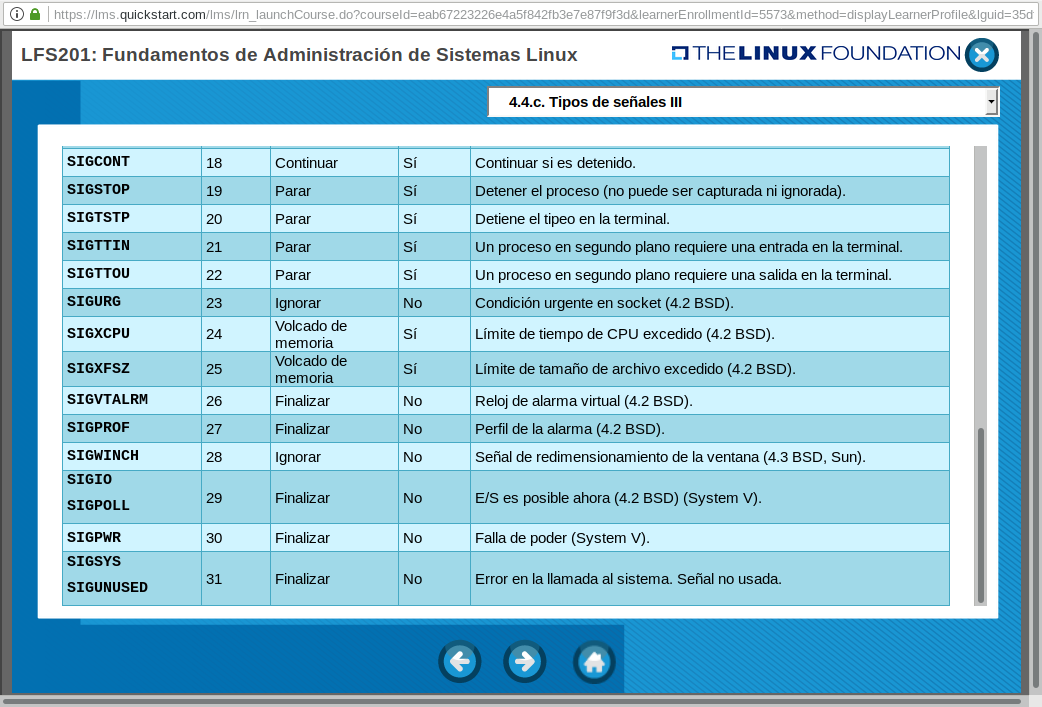 https://lms.quickstart.com/lms/lrn_launchCourse.do?courseId=eab67223226e4a5f842fb3e7e87f9f3d&learnerEnrollmentId=5573&method=displayLearnerProfile&lguid=35d
LFS201: Fundamentos de Administración de Sistemas Linux
THE LINUX FOUNDATION
4.4.c. Tipos de señales III
SIGCONT 18 Continuar Sí Continuar si es detenido.
SIGSTOP 19 Parar Sí Detener el proceso (no puede ser capturada ni ignorada).
SIGTSTP 20 Parar Sí Detiene el tipeo en la terminal.
SIGTTIN 21 Parar Sí Un proceso en segundo plano requiere una entrada en la terminal.
SIGTTOU 22 Parar Sí Un proceso en segundo plano requiere una salida en la terminal.
SIGURG 23 Ignorar No Condición urgente en socket (4.2 BSD).
SIGXCPU 24 Volcado de
memoria Sí Límite de tiempo de CPU excedido (4.2 BSD).
SIGXFSZ 25 Volcado de
memoria Sí Límite de tamaño de archivo excedido (4.2 BSD).
SIGVTALRM 26 Finalizar No Reloj de alarma virtual (4.2 BSD).
SIGPROF 27 Finalizar No Perfil de la alarma (4.2 BSD).
SIGWINCH 28 Ignorar No Señal de redimensionamiento de la ventana (4.3 BSD, Sun).
SIGIO
SIGPOLL 29 Finalizar No E/S es posible ahora (4.2 BSD) (System V).
SIGPWR 30 Finalizar No Falla de poder (System V).
SIGSYS
SIGUNUSED 31 Finalizar No Error en la llamada al sistema. Señal no usada.